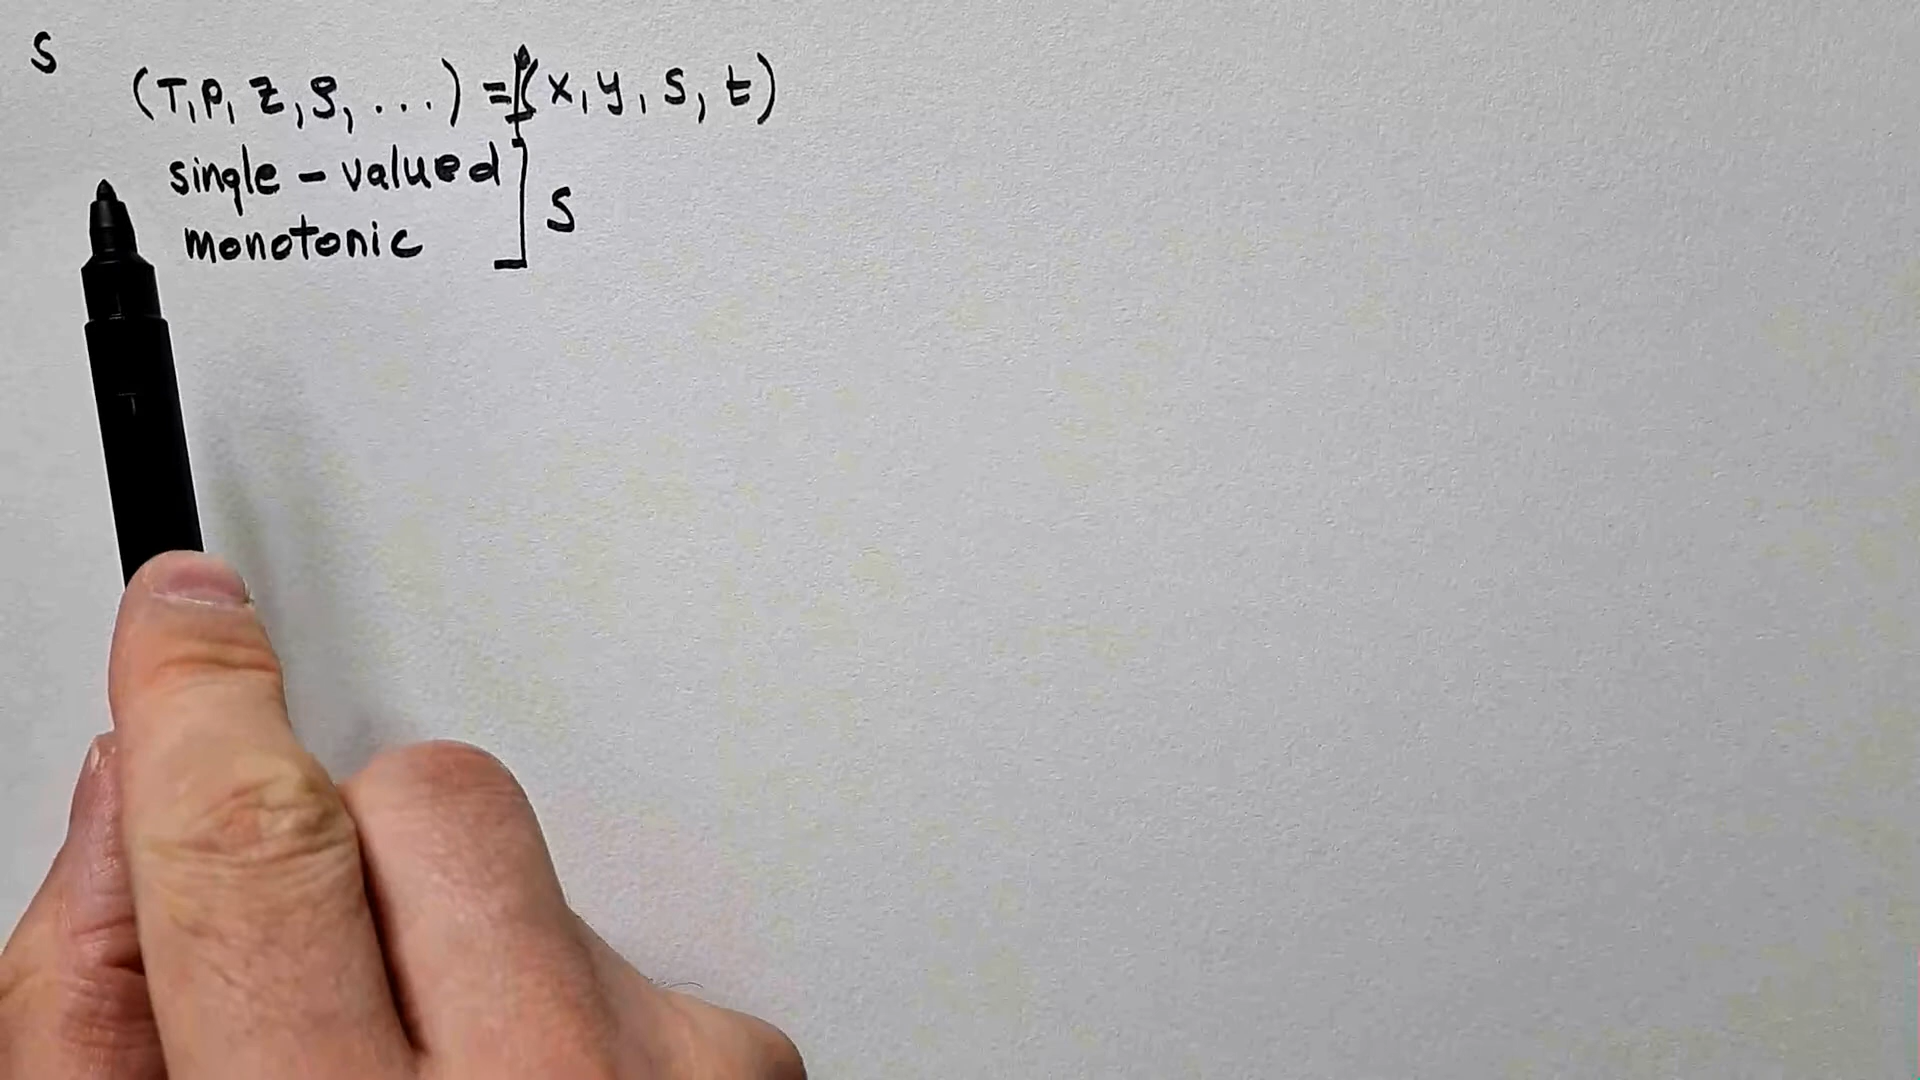 S
(T, p, z, ρ, ...) = f(x, y, s, t)
single - valued
monotonic
] S